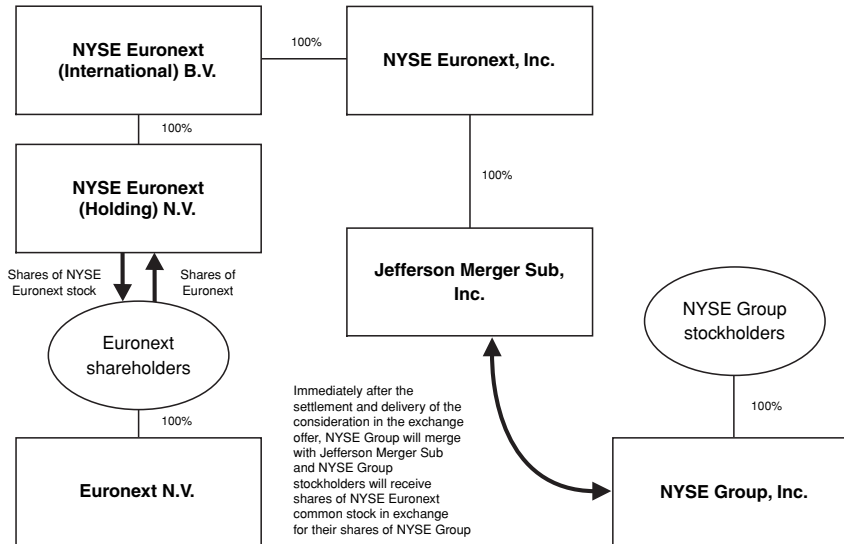 NYSE Euronext
(International) B.V.
100%
NYSE Euronext, Inc.
100%
NYSE Euronext
(Holding) N.V.
100%
Shares of NYSE
Euronext stock
Shares of
Euronext
Jefferson Merger Sub,
Inc.
NYSE Group
stockholders
Euronext
shareholders
100%
Immediately after the
settlement and delivery of the
consideration in the exchange
offer, NYSE Group will merge
with Jefferson Merger Sub
and NYSE Group
stockholders will receive
shares of NYSE Euronext
common stock in exchange
for their shares of NYSE Group
100%
Euronext N.V.
NYSE Group, Inc.